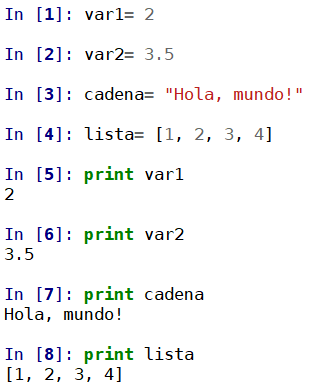 In [1]: var1= 2
In [2]: var2= 3.5
In [3]: cadena= "Hola, mundo!"
In [4]: lista= [1, 2, 3, 4]
In [5]: print var1
2
In [6]: print var2
3.5
In [7]: print cadena
Hola, mundo!
In [8]: print lista
[1, 2, 3, 4]